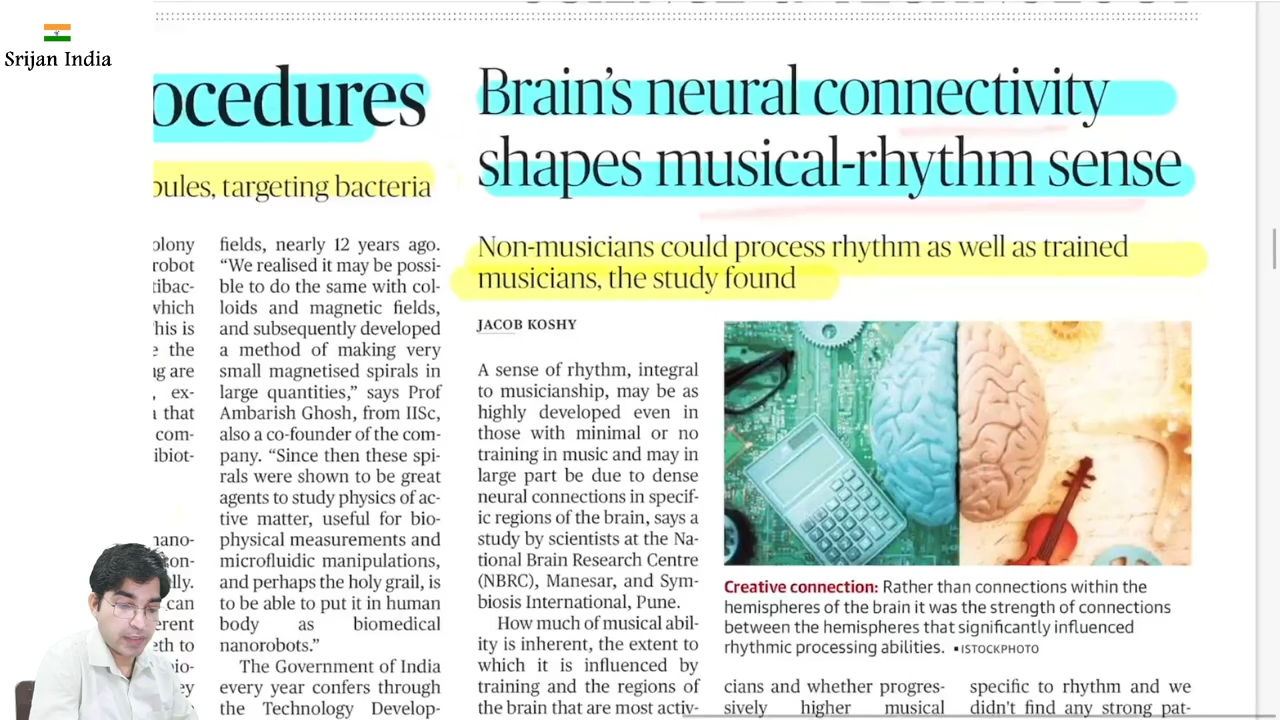 Srijan India
ocedures
targeting bacteria
olony
robot
which
is
the
are
ex-
that
com-
can
fields, nearly 12 years ago.
“We realised it may be possi-
ble to do the same with col-
loids and magnetic fields,
and subsequently developed
a method of making very
small magnetised spirals in
large quantities,” says Prof
Ambarish Ghosh, from IISc,
also a co-founder of the com-
pany. “Since then these spi-
rals were shown to be great
agents to study physics of ac-
tive matter, useful for bio-
physical measurements and
microfluidic manipulations,
and perhaps the holy grail, is
to be able to put it in human
body as biomedical
nanorobots.”
The Government of India
every year confers through
the Technology Develop-
Brain’s neural connectivity
shapes musical-rhythm sense
Non-musicians could process rhythm as well as trained
musicians, the study found
JACOB KOSHY
A sense of rhythm, integral
to musicianship, may be as
highly developed even in
those with minimal or no
training in music and may in
large part be due to dense
neural connections in specif-
ic regions of the brain, says a
study by scientists at the Na-
tional Brain Research Centre
(NBRC), Manesar, and Sym-
biosis International, Pune.
How much of musical abil-
ity is inherent, the extent to
which it is influenced by
training and the regions of
the brain that are most activ-
Creative connection: Rather than connections within the
hemispheres of the brain it was the strength of connections
between the hemispheres that significantly influenced
rhythmic processing abilities. ▪ISTOCKPHOTO
cians and whether progres-
sively higher musical
specific to rhythm and we
didn’t find any strong pat-